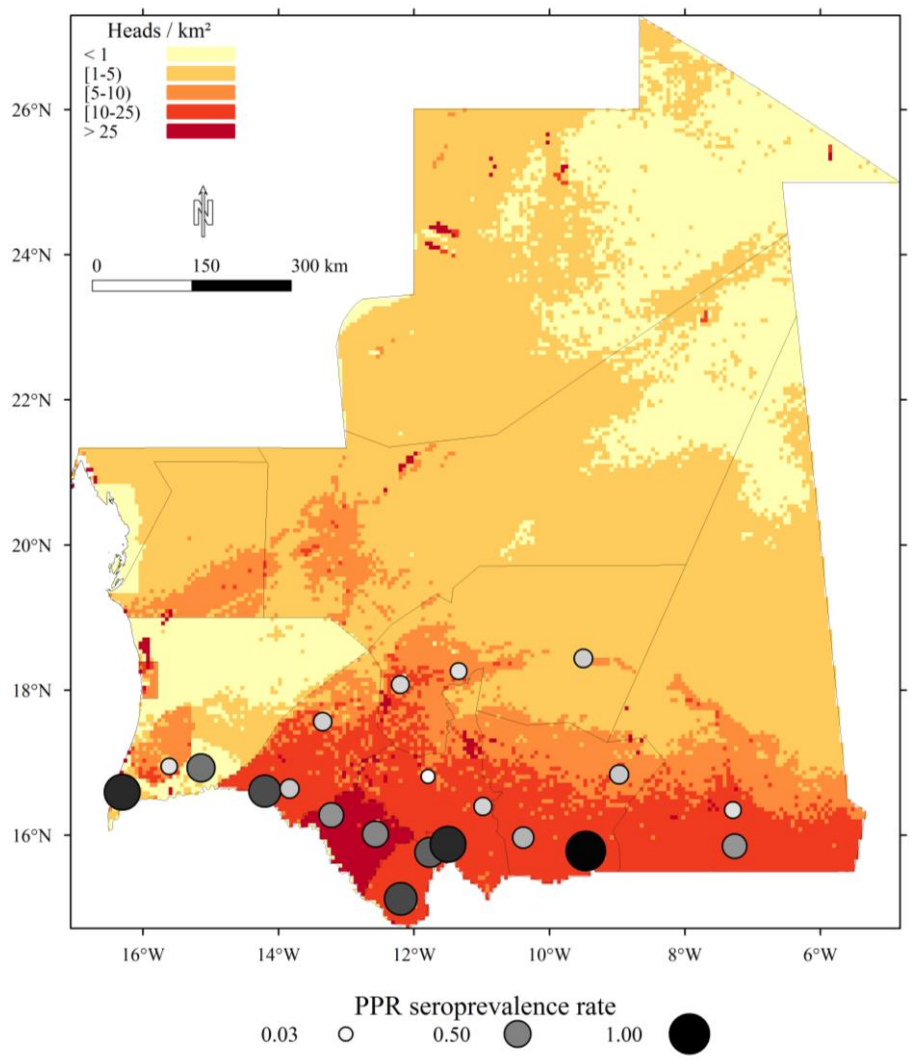 Heads / km²
< 1
[1-5)
[5-10)
[10-25)
> 25
N
0 150 300 km
26°N
24°N
22°N
20°N
18°N
16°N
16°W 14°W 12°W 10°W 8°W 6°W
PPR seroprevalence rate
0.03 0.50 1.00